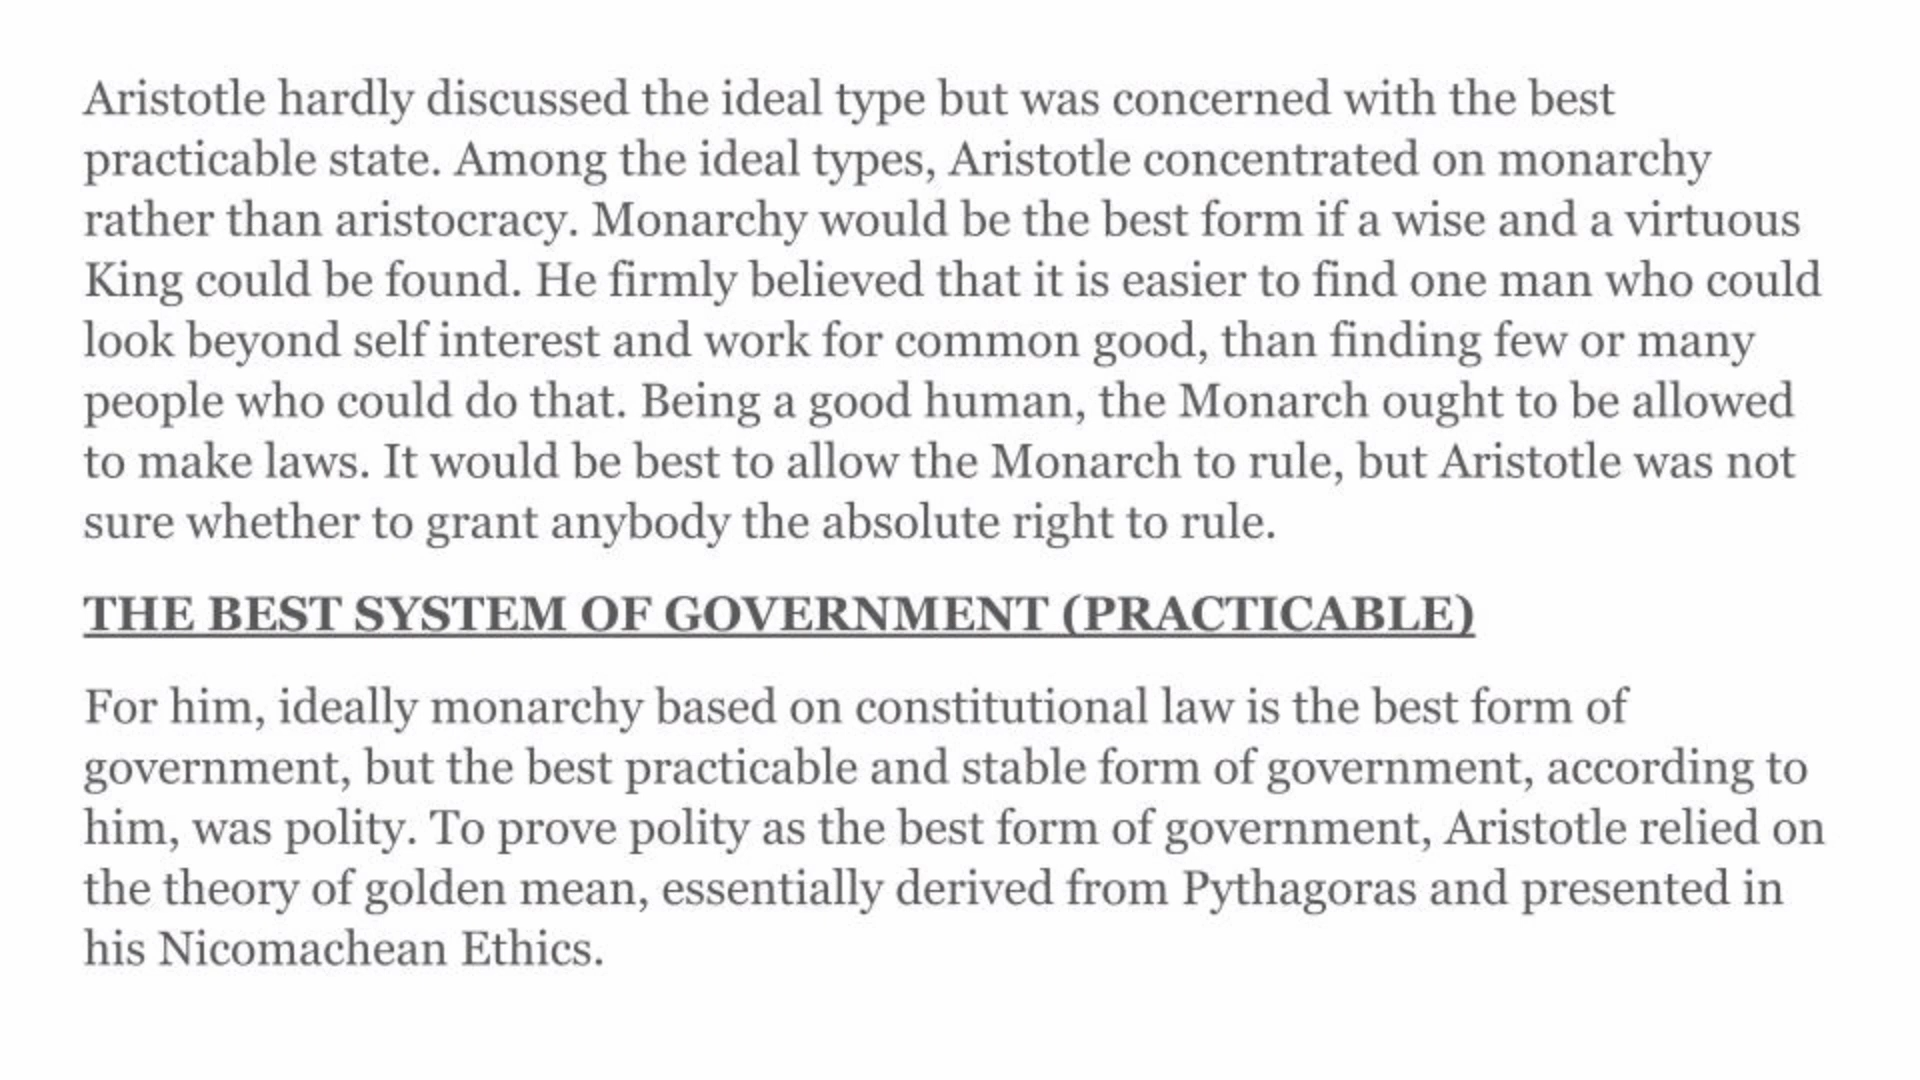 Aristotle hardly discussed the ideal type but was concerned with the best
practicable state. Among the ideal types, Aristotle concentrated on monarchy
rather than aristocracy. Monarchy would be the best form if a wise and a virtuous
King could be found. He firmly believed that it is easier to find one man who could
look beyond self interest and work for common good, than finding few or many
people who could do that. Being a good human, the Monarch ought to be allowed
to make laws. It would be best to allow the Monarch to rule, but Aristotle was not
sure whether to grant anybody the absolute right to rule.
THE BEST SYSTEM OF GOVERNMENT (PRACTICABLE)
For him, ideally monarchy based on constitutional law is the best form of
government, but the best practicable and stable form of government, according to
him, was polity. To prove polity as the best form of government, Aristotle relied on
the theory of golden mean, essentially derived from Pythagoras and presented in
his Nicomachean Ethics.